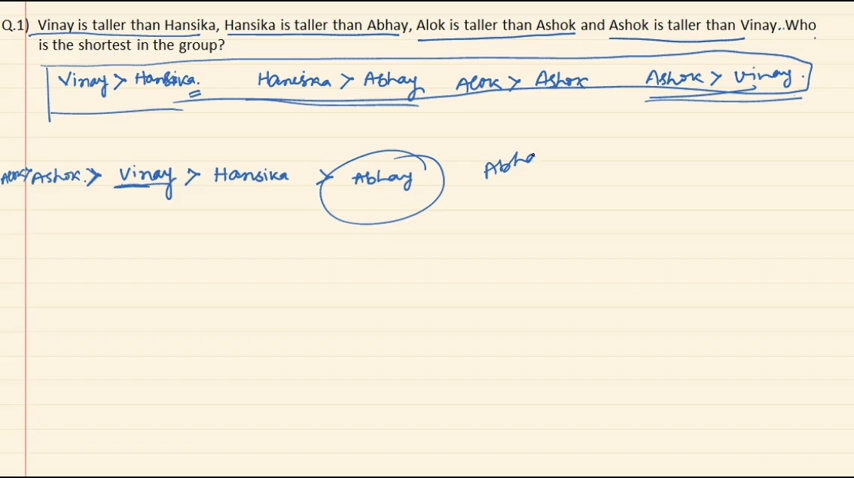 Q.1) Vinay is taller than Hansika, Hansika is taller than Abhay, Alok is taller than Ashok and Ashok is taller than Vinay..Who
is the shortest in the group?
Vinay > Hansika. Hansika > Abhay Alok > Ashok Ashok > Vinay.
Alok > Ashok > Vinay > Hansika > Abhay Abha